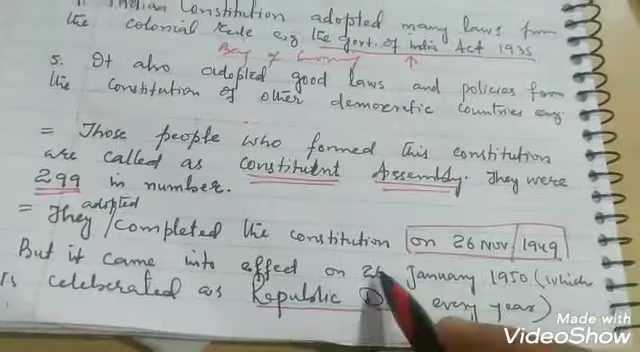 Indian Constitution adopted many laws from
the colonial rule e.g the govt. of India Act 1935
5. It also adopted good laws and policies from
the constitution of other democratic countries e.g
= Those people who formed this constitution
are called as Constituent Assembly. They were
299 in number.
= They adopted/completed the constitution on 26 Nov/1949
But it came into effect on 26 January 1950 (which
is celebrated as Republic D every year)
Made with
VideoShow